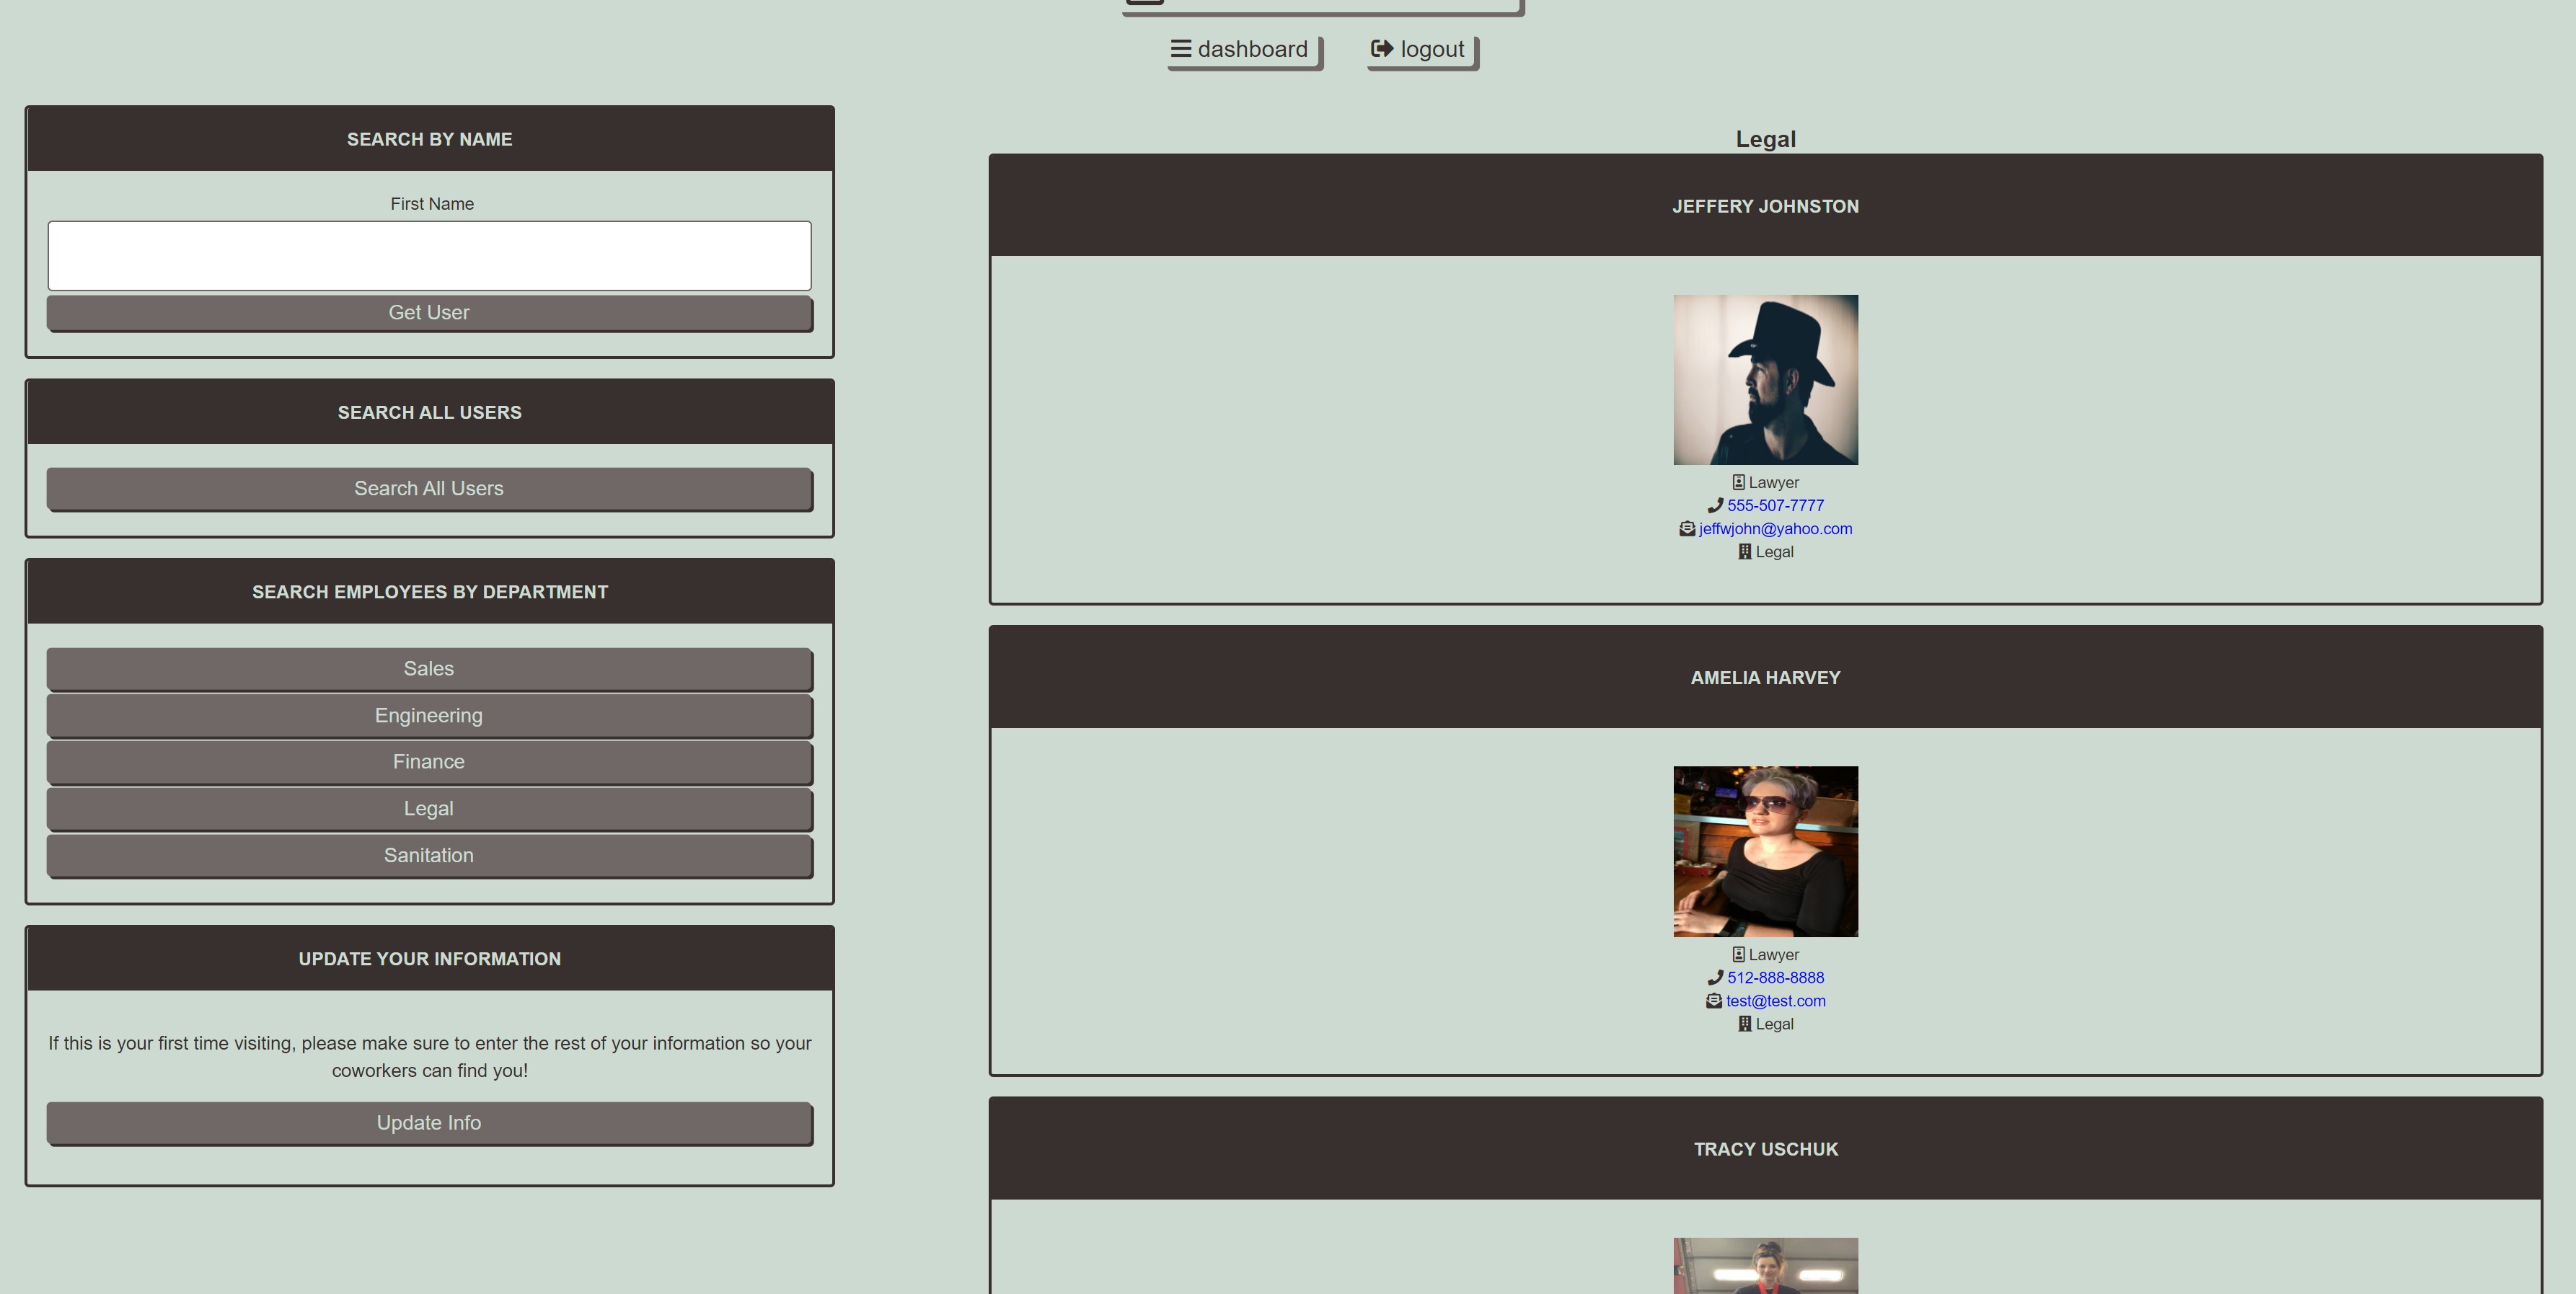 dashboard
logout
SEARCH BY NAME
First Name
Get User
SEARCH ALL USERS
Search All Users
SEARCH EMPLOYEES BY DEPARTMENT
Sales
Engineering
Finance
Legal
Sanitation
UPDATE YOUR INFORMATION
If this is your first time visiting, please make sure to enter the rest of your information so your
coworkers can find you!
Update Info
Legal
JEFFERY JOHNSTON
Lawyer
555-507-7777
jeffwjohn@yahoo.com
Legal
AMELIA HARVEY
Lawyer
512-888-8888
test@test.com
Legal
TRACY USCHUK